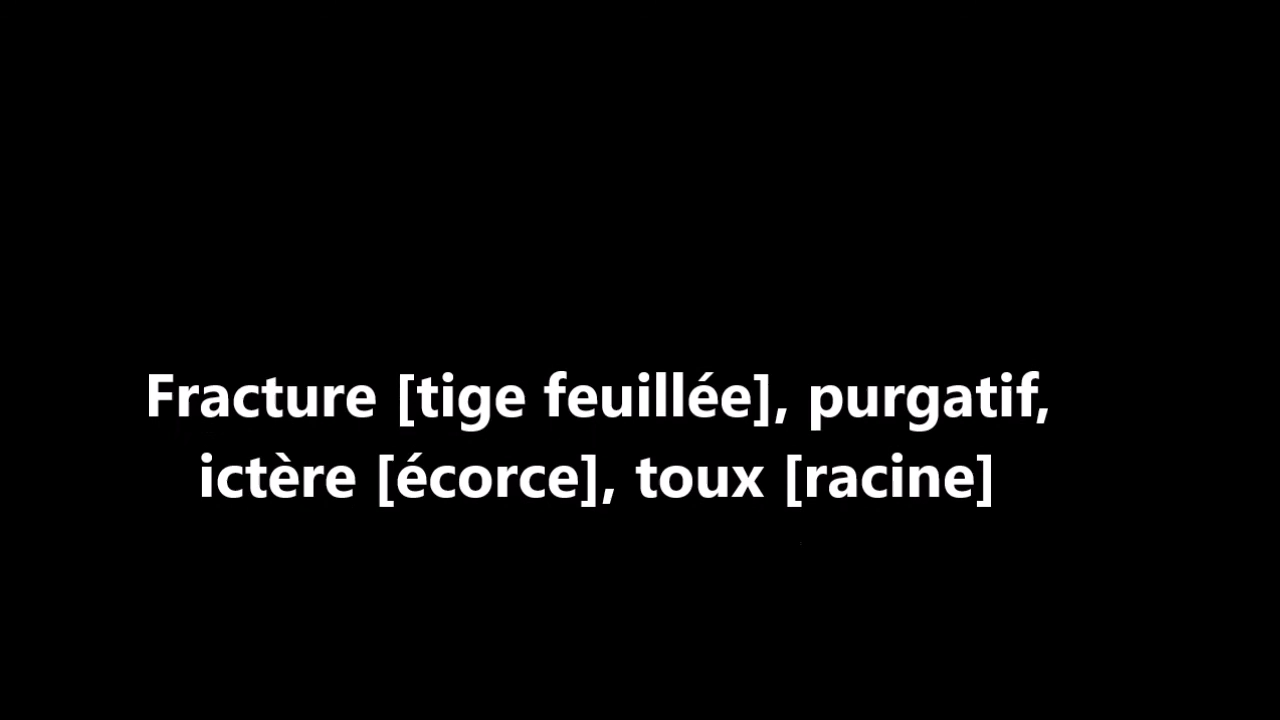 Fracture [tige feuillée], purgatif,
ictère [écorce], toux [racine]